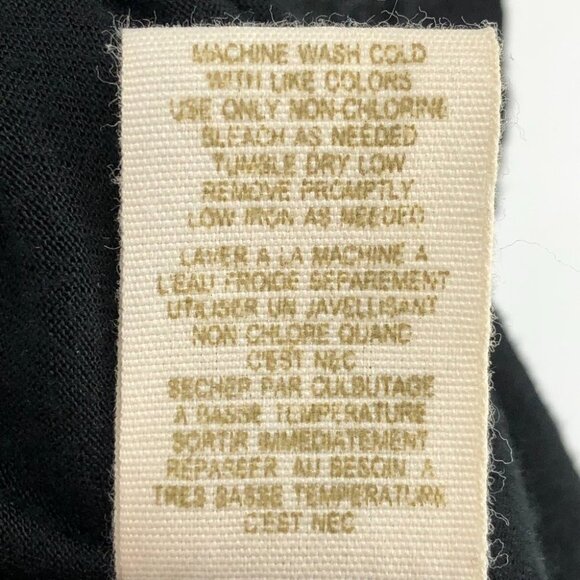 MACHINE WASH COLD
WITH LIKE COLORS
USE ONLY NON-CHLORINE
BLEACH AS NEEDED
TUMBLE DRY LOW
REMOVE PROMPTLY
LOW IRON AS NEEDED
LAVER A LA MACHINE A
L'EAU FROIDE SEPAREMENT
UTILISER UN JAVELLISANT
NON CHLORE QUANC
C'EST NEC
SECHER PAR CULBUTAGE
A BASSE TEMPERATURE
SORTIR IMMEDIATEMENT
REPAREER AU BESOIN A
TRES BASSE TEMPERATURE
C'EST NEC